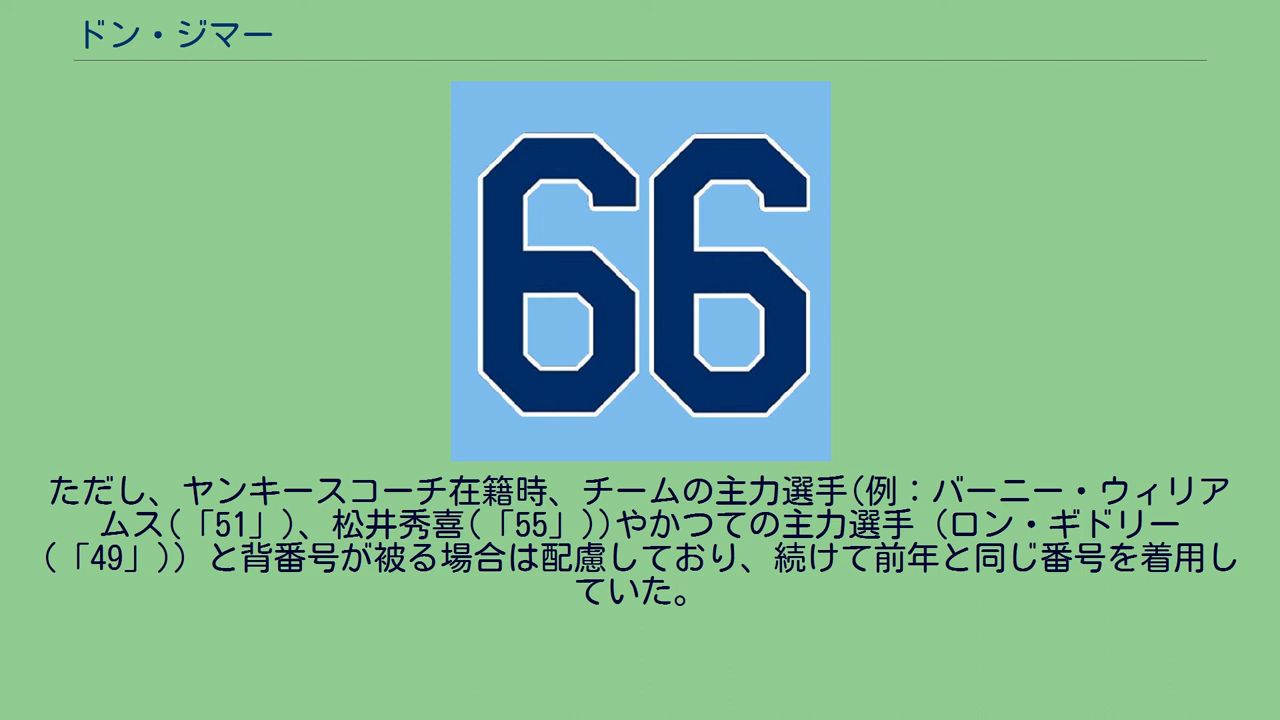 ドン・ジマー
66
ただし、ヤンキースコーチ在籍時、チームの主力選手(例：バーニー・ウィリア
ムス(「51」)、松井秀喜(「55」))やかつての主力選手（ロン・ギドリー
(「49」)）と背番号が被る場合は配慮しており、続けて前年と同じ番号を着用し
ていた。